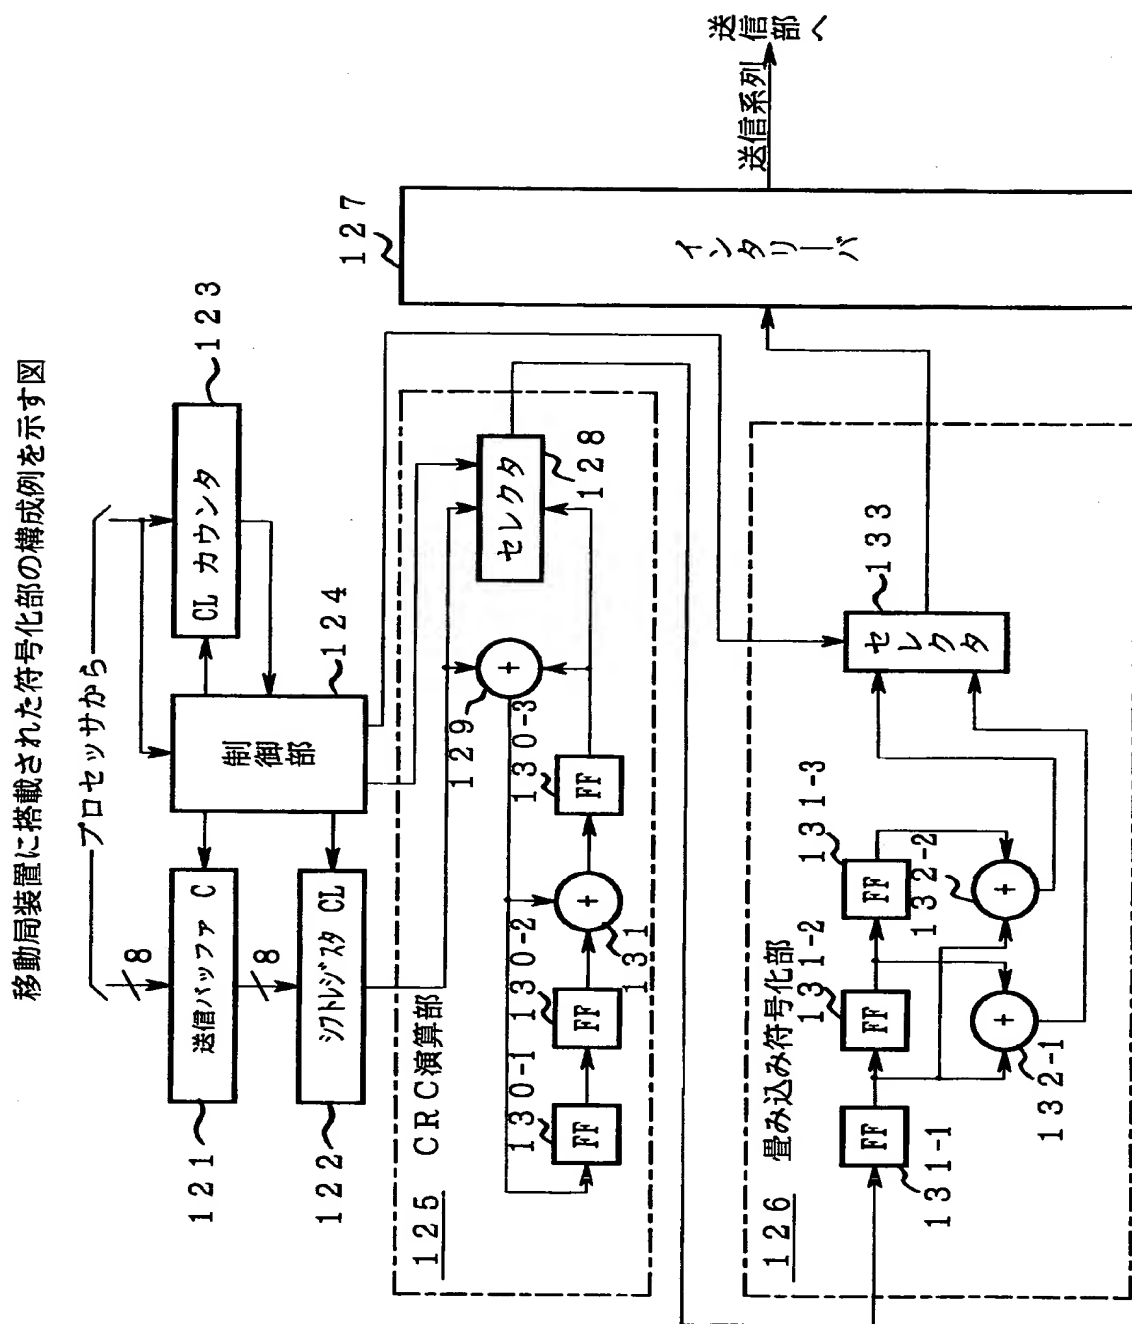 移動局装置に搭載された符号化部の構成例を示す図
プロセッサから
8
送信バッファ C
121
8
シフトレジスタ CL
122
制御部
124
CL カウンタ
123
125 CRC演算部
FF
130-1
FF
130-2
+
131
FF
130-3
+
129
セレクタ
128
126 畳み込み符号化部
FF
131-1
FF
131-2
FF
131-3
+
132-1
+
132-2
セレクタ
133
インタリーバ
127
送信系列
送信部へ